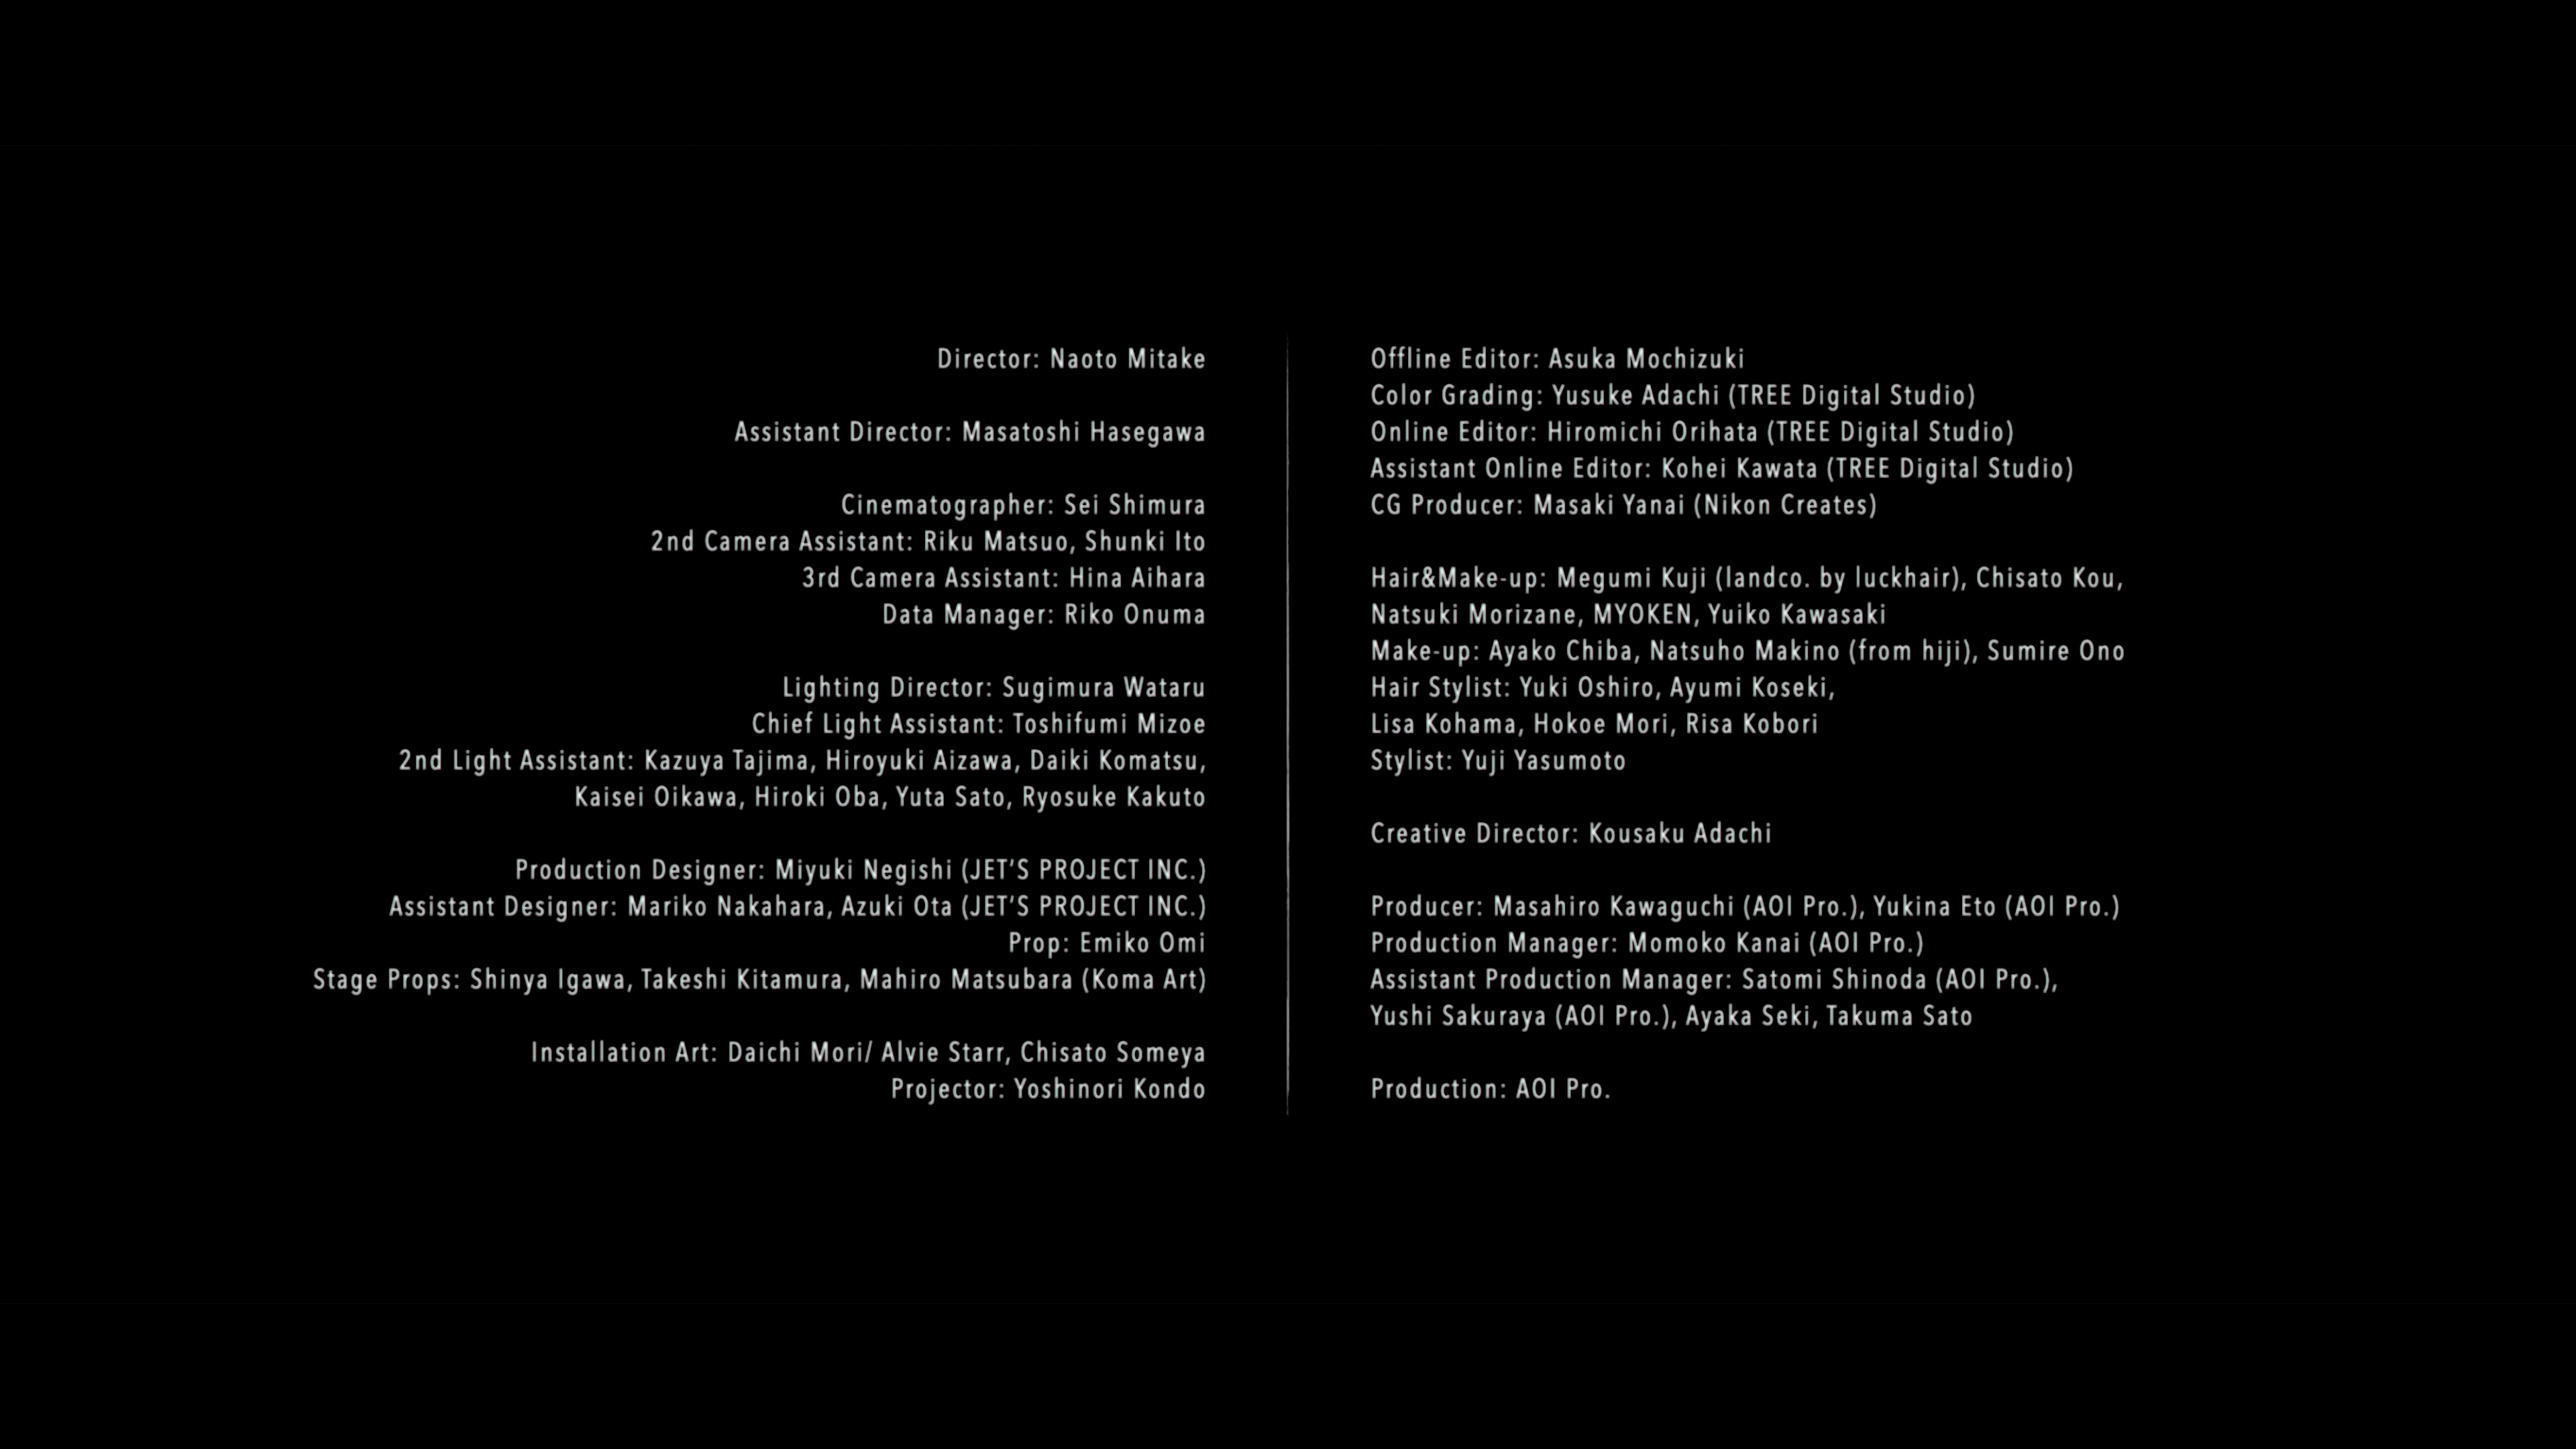 Director: Naoto Mitake
Assistant Director: Masatoshi Hasegawa
Cinematographer: Sei Shimura
2nd Camera Assistant: Riku Matsuo, Shunki Ito
3rd Camera Assistant: Hina Aihara
Data Manager: Riko Onuma
Lighting Director: Sugimura Wataru
Chief Light Assistant: Toshifumi Mizoe
2nd Light Assistant: Kazuya Tajima, Hiroyuki Aizawa, Daiki Komatsu,
Kaisei Oikawa, Hiroki Oba, Yuta Sato, Ryosuke Kakuto
Production Designer: Miyuki Negishi (JET'S PROJECT INC.)
Assistant Designer: Mariko Nakahara, Azuki Ota (JET'S PROJECT INC.)
Prop: Emiko Omi
Stage Props: Shinya Igawa, Takeshi Kitamura, Mahiro Matsubara (Koma Art)
Installation Art: Daichi Mori/ Alvie Starr, Chisato Someya
Projector: Yoshinori Kondo
Offline Editor: Asuka Mochizuki
Color Grading: Yusuke Adachi (TREE Digital Studio)
Online Editor: Hiromichi Orihata (TREE Digital Studio)
Assistant Online Editor: Kohei Kawata (TREE Digital Studio)
CG Producer: Masaki Yanai (Nikon Creates)
Hair&Make-up: Megumi Kuji (landco. by luckhair), Chisato Kou,
Natsuki Morizane, MYOKEN, Yuiko Kawasaki
Make-up: Ayako Chiba, Natsuho Makino (from hiji), Sumire Ono
Hair Stylist: Yuki Oshiro, Ayumi Koseki,
Lisa Kohama, Hokoe Mori, Risa Kobori
Stylist: Yuji Yasumoto
Creative Director: Kousaku Adachi
Producer: Masahiro Kawaguchi (AOI Pro.), Yukina Eto (AOI Pro.)
Production Manager: Momoko Kanai (AOI Pro.)
Assistant Production Manager: Satomi Shinoda (AOI Pro.),
Yushi Sakuraya (AOI Pro.), Ayaka Seki, Takuma Sato
Production: AOI Pro.